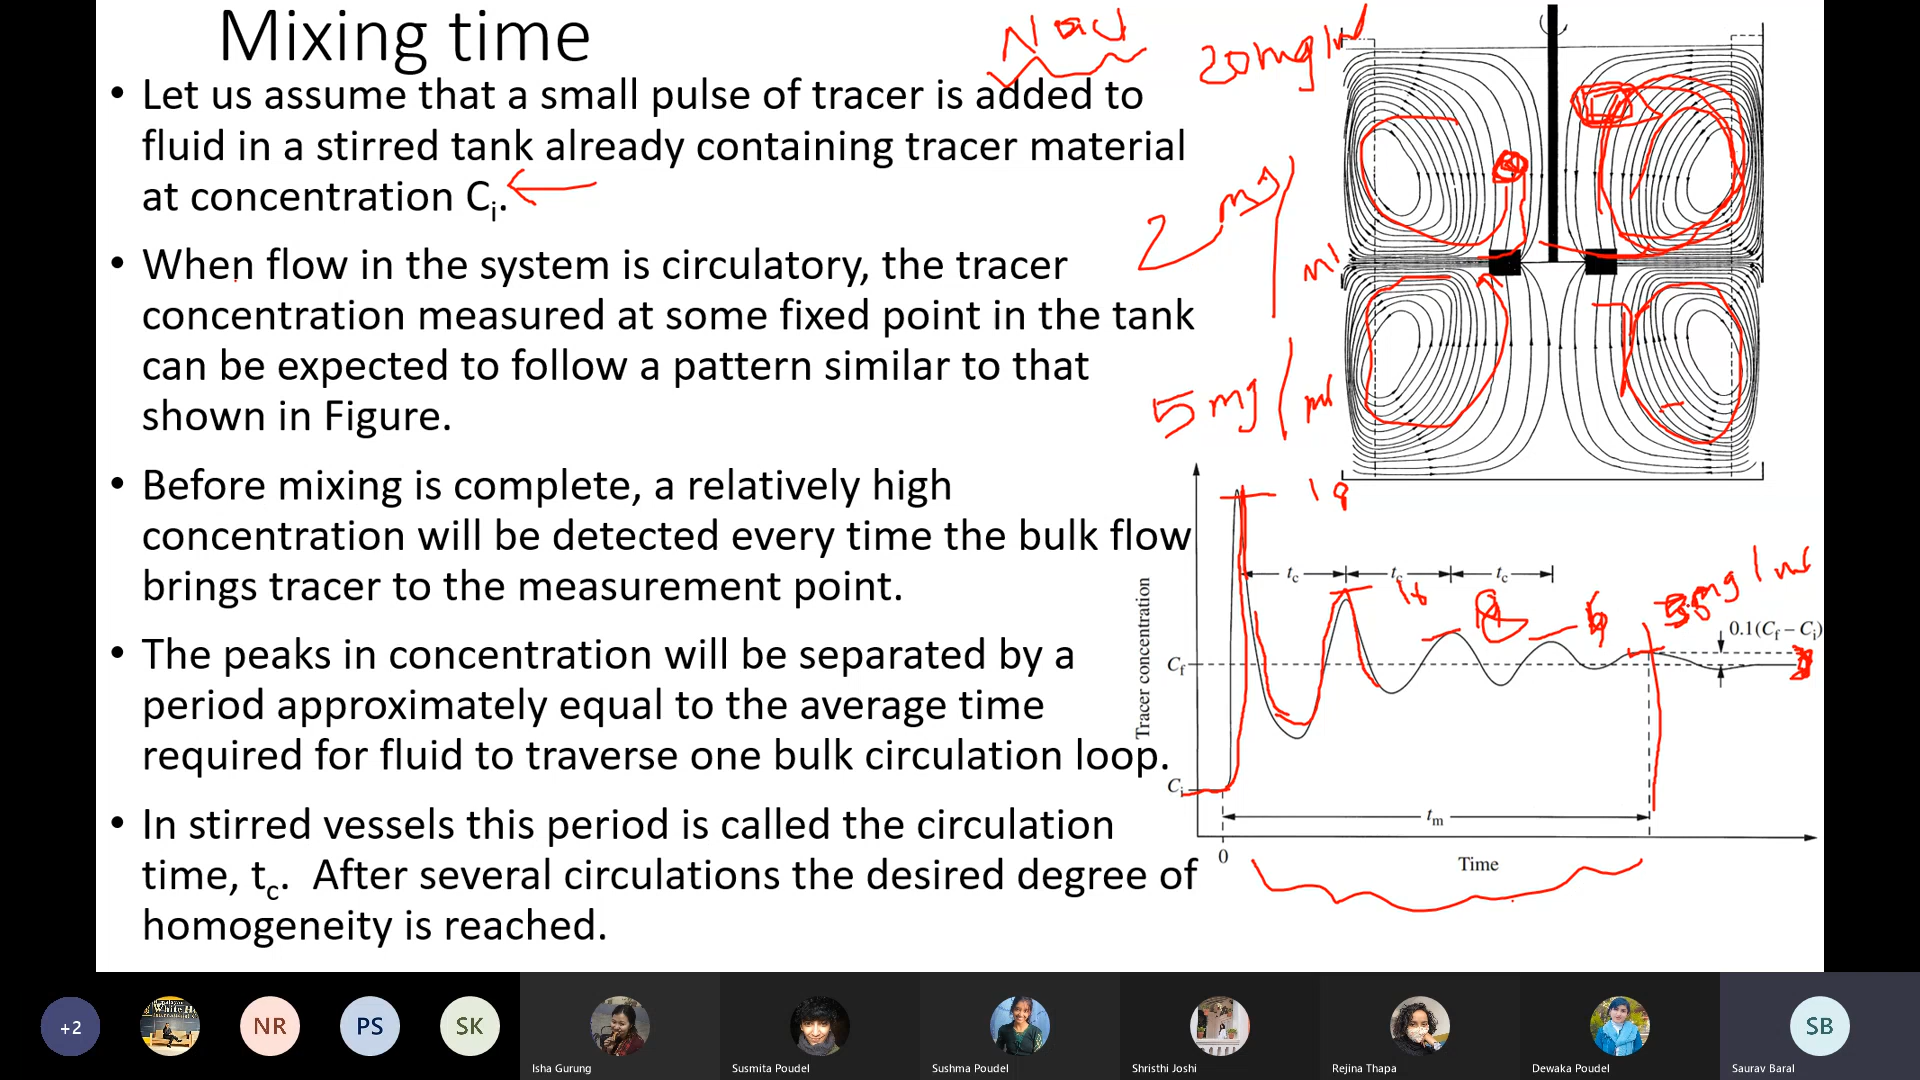 Mixing time
• Let us assume that a small pulse of tracer is added to
fluid in a stirred tank already containing tracer material
at concentration Ci.
• When flow in the system is circulatory, the tracer
concentration measured at some fixed point in the tank
can be expected to follow a pattern similar to that
shown in Figure.
• Before mixing is complete, a relatively high
concentration will be detected every time the bulk flow
brings tracer to the measurement point.
• The peaks in concentration will be separated by a
period approximately equal to the average time
required for fluid to traverse one bulk circulation loop.
• In stirred vessels this period is called the circulation
time, tc. After several circulations the desired degree of
homogeneity is reached.
20mg/ml
2 mg/ml
5 mg/ml
18
tc tc tc
16
Tracer concentration
0.1(Cf – Ci)
Cf
Ci
tm
0
Time
+2
NR
PS
SK
SB
Isha Gurung
Susmita Poudel
Sushma Poudel
Shristhi Joshi
Rejina Thapa
Dewaka Poudel
Saurav Baral